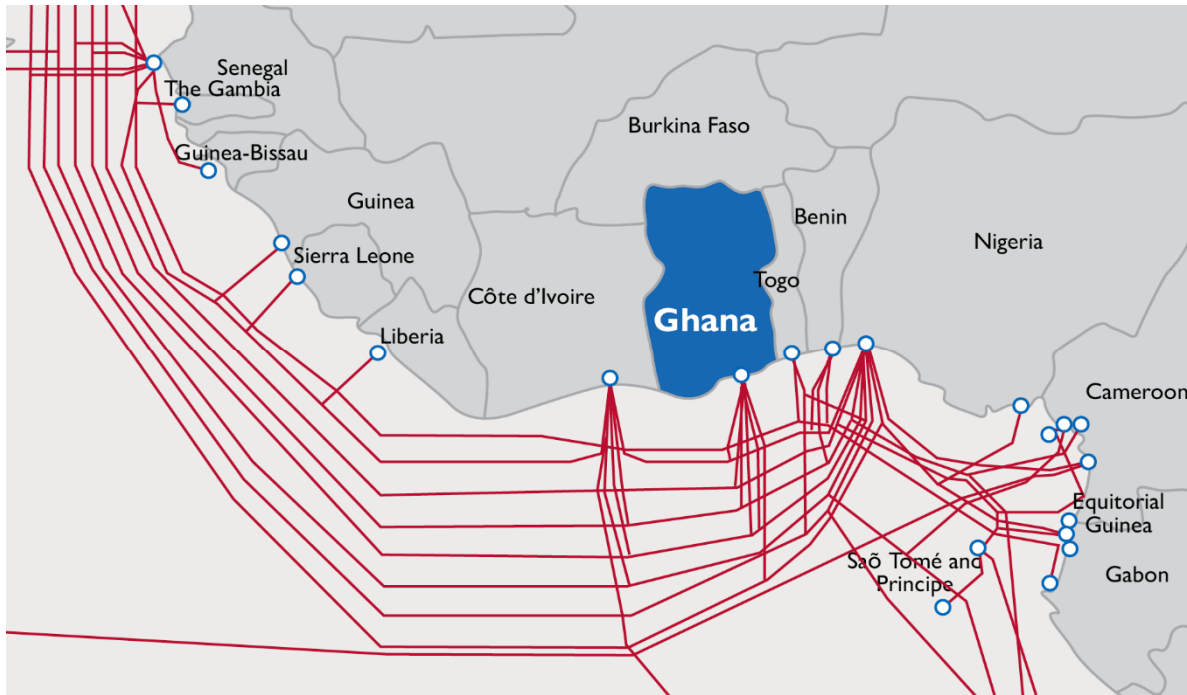 Senegal
The Gambia
Burkina Faso
Guinea-Bissau
Guinea
Benin
Nigeria
Sierra Leone
Togo
Côte d'Ivoire
Ghana
Liberia
Cameroon
Equitorial
Guinea
Saõ Tomé and
Principe
Gabon